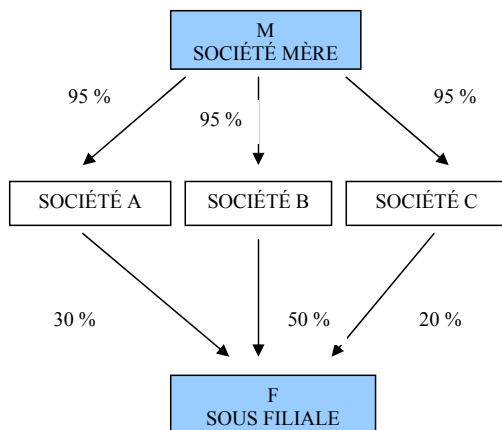 M
SOCIÉTÉ MÈRE
95 %
95 %
95 %
SOCIÉTÉ A
SOCIÉTÉ B
SOCIÉTÉ C
30 %
50 %
20 %
F
SOUS FILIALE